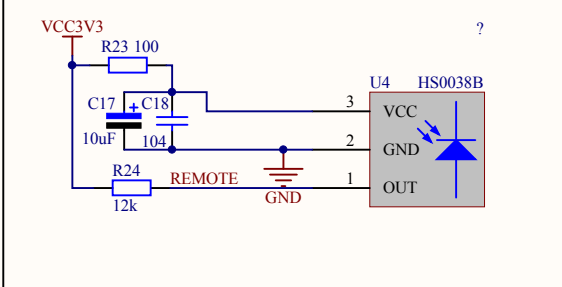 VCC3V3
?
R23 100
U4 HS0038B
C17 + C18
3 VCC
10uF 104
2 GND
R24
REMOTE
1 OUT
12k
GND